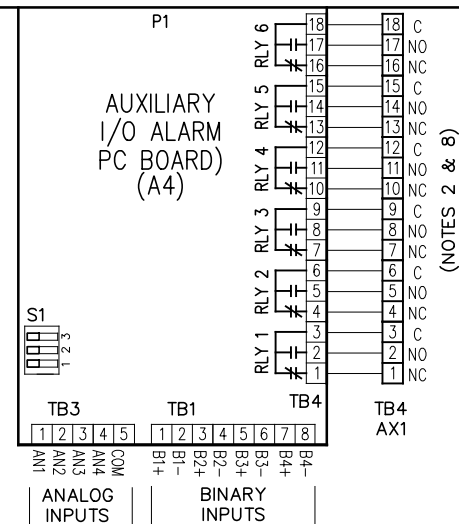 P1
AUXILIARY
I/O ALARM
PC BOARD)
(A4)
RLY 6
18 18 C
17 17 NO
16 16 NC
RLY 5
15 15 C
14 14 NO
13 13 NC
RLY 4
12 12 C
11 11 NO
10 10 NC
RLY 3
9 9 C
8 8 NO
7 7 NC
RLY 2
6 6 C
5 5 NO
4 4 NC
RLY 1
3 3 C
2 2 NO
1 1 NC
(NOTES 2 & 8)
S1
1 2 3
TB4
TB4
AX1
TB3
1 2 3 4 5
AN1 AN2 AN3 AN4 COM
ANALOG
INPUTS
TB1
1 2 3 4 5 6 7 8
B1+ B1- B2+ B2- B3+ B3- B4+ B4-
BINARY
INPUTS